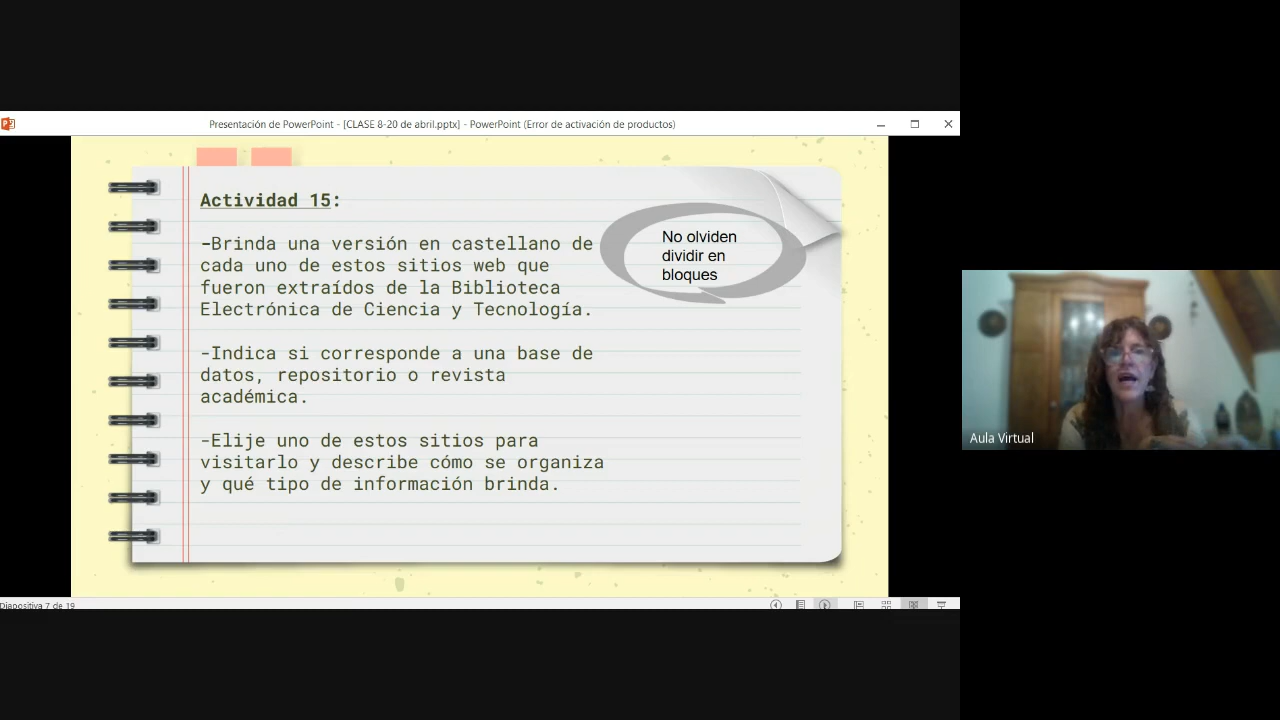 Presentación de PowerPoint - [CLASE 8-20 de abril.pptx] - PowerPoint (Error de activación de productos)
Actividad 15:
No olviden
dividir en
bloques
-Brinda una versión en castellano de
cada uno de estos sitios web que
fueron extraídos de la Biblioteca
Electrónica de Ciencia y Tecnología.
-Indica si corresponde a una base de
datos, repositorio o revista
académica.
-Elije uno de estos sitios para
visitarlo y describe cómo se organiza
y qué tipo de información brinda.
Aula Virtual
Diapositiva 7 de 19